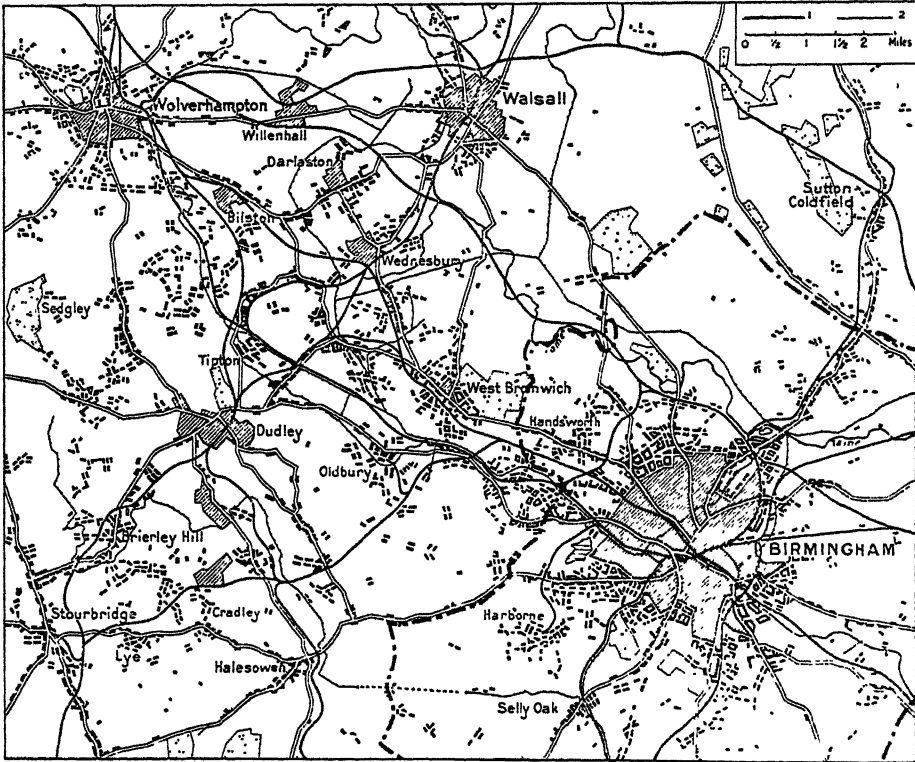 1 2
0 ½ 1 1½ 2 Miles
Wolverhampton
Walsall
Willenhall
Darlaston
Sutton
Coldfield
Bilston
Wednesbury
Sedgley
Tipton
West Bromwich
Handsworth
Dudley
Oldbury
Brierley Hill
BIRMINGHAM
Stourbridge
Cradley
Harborne
Lye
Halesowen
Selly Oak